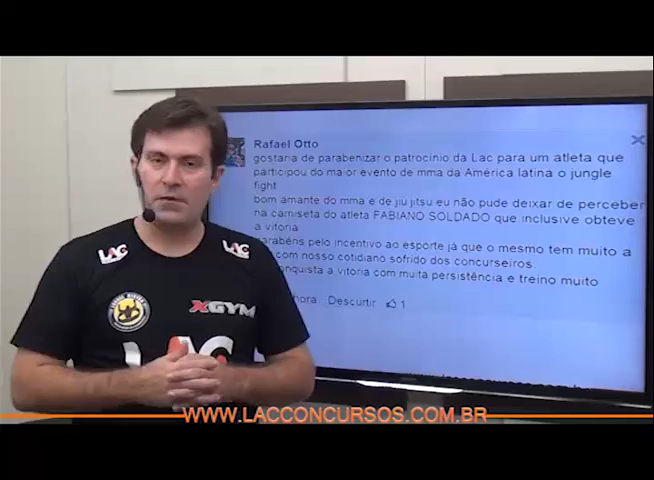 Rafael Otto
gostaria de parabenizar o patrocínio da Lac para um atleta que
participou do maior evento de mma da América latina o jungle
fight
bom amante do mma e de jiu jitsu eu não pude deixar de perceber
na camiseta do atleta FABIANO SOLDADO que inclusive obteve
a vitoria
parabéns pelo incentivo ao esporte já que o mesmo tem muito a
com nosso cotidiano sofrido dos concurseiros.
conquista a vitoria com muita persistência e treino muito
hora Descurtir 1
LAC
LAC
XGYM
LAC
WWW.LACCONCURSOS.COM.BR